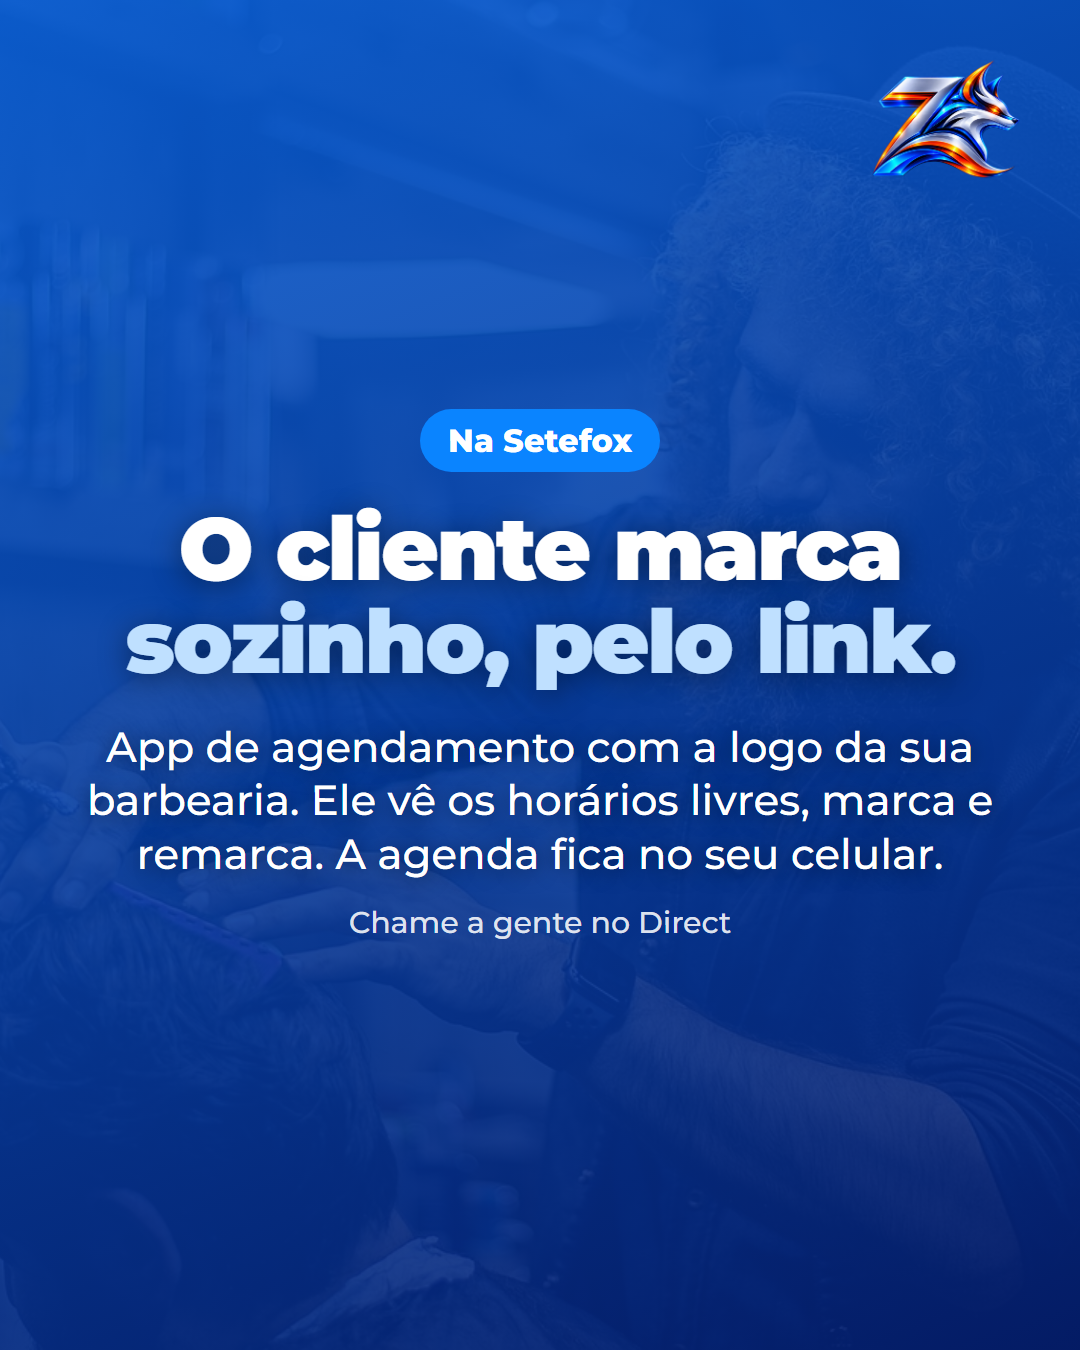 7
Na Setefox
O cliente marca
sozinho, pelo link.
App de agendamento com a logo da sua
barbearia. Ele vê os horários livres, marca e
remarca. A agenda fica no seu celular.
Chame a gente no Direct